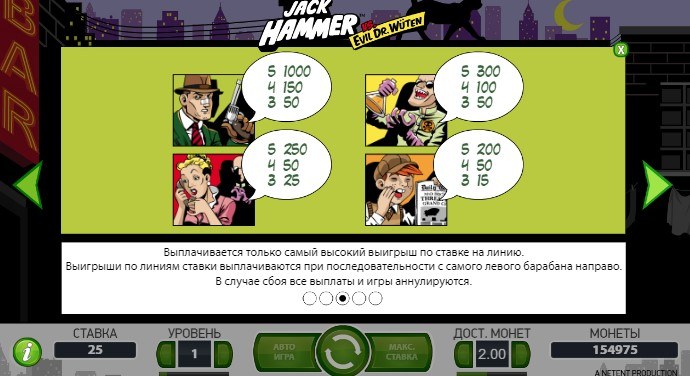 JACK
HAMMER
VS.
EVIL DR. WÜTEN
BAR
X
5 1000
4 150
3 50
5 300
4 100
3 50
5 250
4 50
3 25
5 200
4 50
3 15
Выплачивается только самый высокий выигрыш по ставке на линию.
Выигрыши по линиям ставки выплачиваются при последовательности с самого левого барабана направо.
В случае сбоя все выплаты и игры аннулируются.
СТАВКА
25
УРОВЕНЬ
1
АВТО
ИГРА
МАКС.
СТАВКА
ДОСТ. МОНЕТ
2.00
МОНЕТЫ
154975
A NETENT PRODUCTION